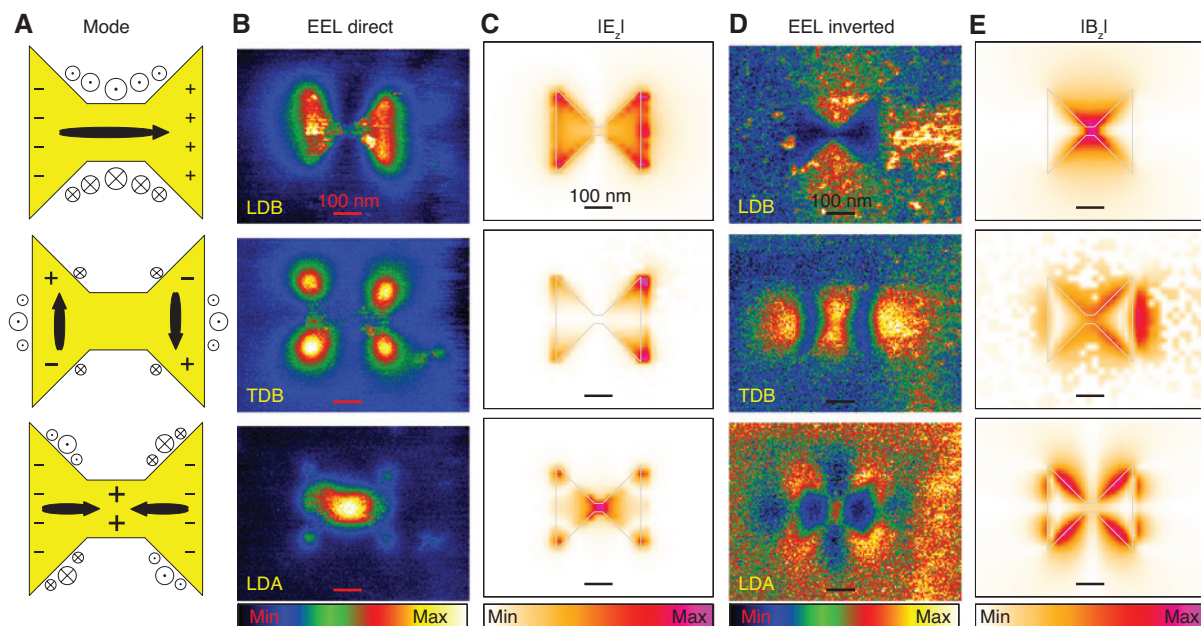 A Mode B EEL direct C |E_z| D EEL inverted E |B_z|
− − − − + + + +
LDB 100 nm 100 nm LDB 100 nm
+ − − +
TDB TDB
− − − − + + − − − −
LDA LDA
Min Max Min Max Min Max Min Max